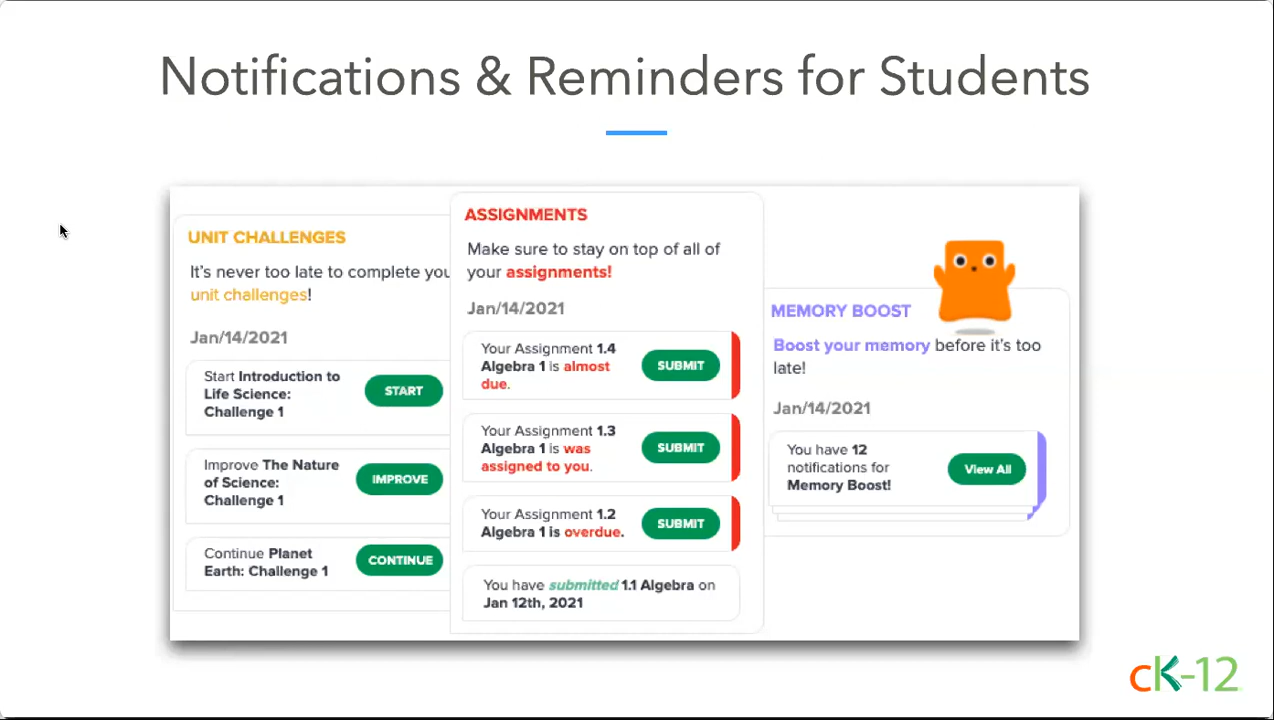 Notifications & Reminders for Students
UNIT CHALLENGES
It's never too late to complete you
unit challenges!
Jan/14/2021
Start Introduction to
Life Science:
Challenge 1
START
Improve The Nature
of Science:
Challenge 1
IMPROVE
Continue Planet
Earth: Challenge 1
CONTINUE
ASSIGNMENTS
Make sure to stay on top of all of
your assignments!
Jan/14/2021
Your Assignment 1.4
Algebra 1 is almost
due.
SUBMIT
Your Assignment 1.3
Algebra 1 is was
assigned to you.
SUBMIT
Your Assignment 1.2
Algebra 1 is overdue.
SUBMIT
You have submitted 1.1 Algebra on
Jan 12th, 2021
MEMORY BOOST
Boost your memory before it's too
late!
Jan/14/2021
You have 12
notifications for
Memory Boost!
View All
cK-12